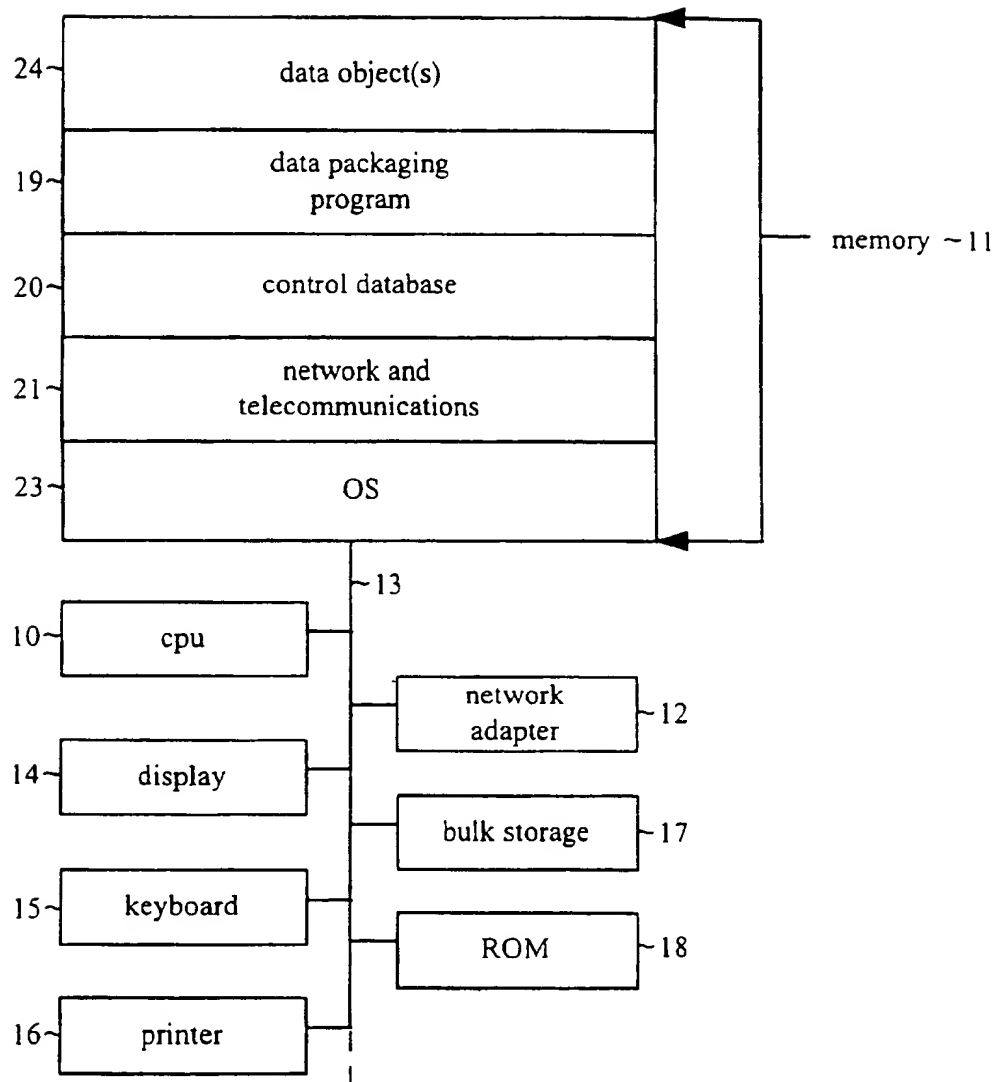 24~ data object(s)
19~ data packaging
program
20~ control database
memory ~11
21~ network and
telecommunications
23~ OS
~13
10~ cpu
network
adapter ~12
14~ display
bulk storage ~17
15~ keyboard
ROM ~18
16~ printer